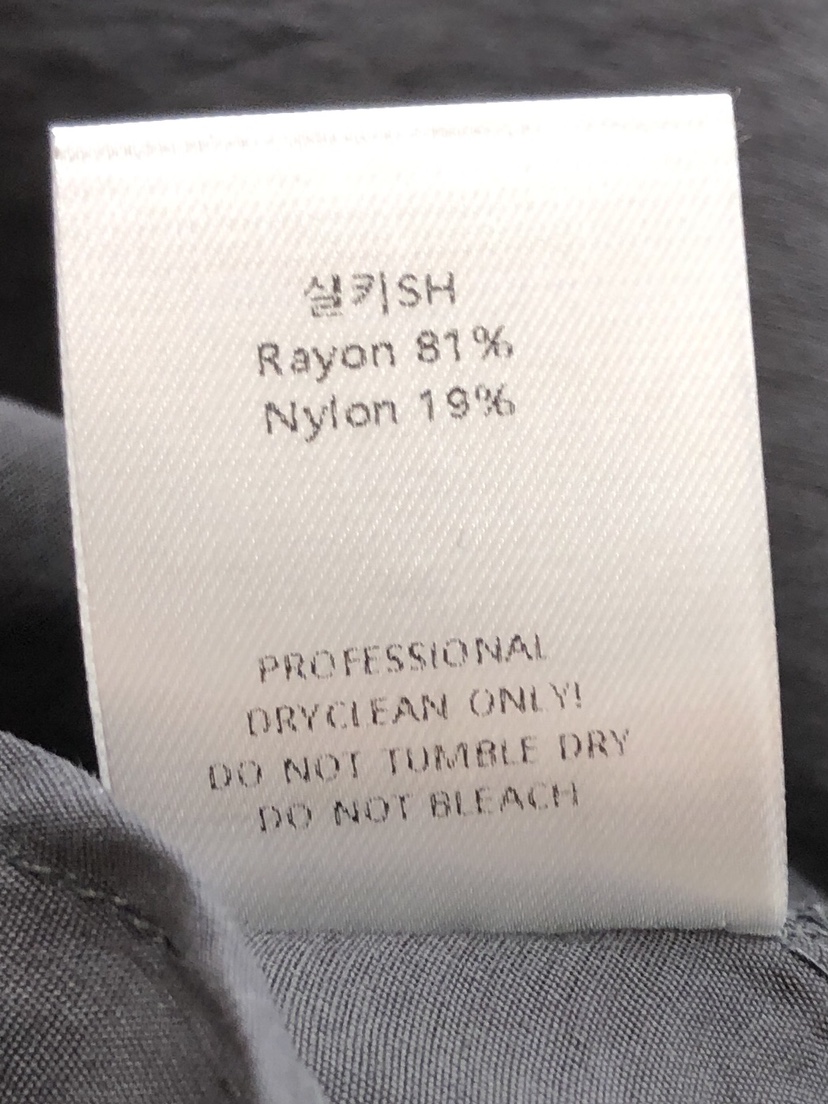 실키SH
Rayon 81%
Nylon 19%
PROFESSIONAL
DRYCLEAN ONLY!
DO NOT TUMBLE DRY
DO NOT BLEACH